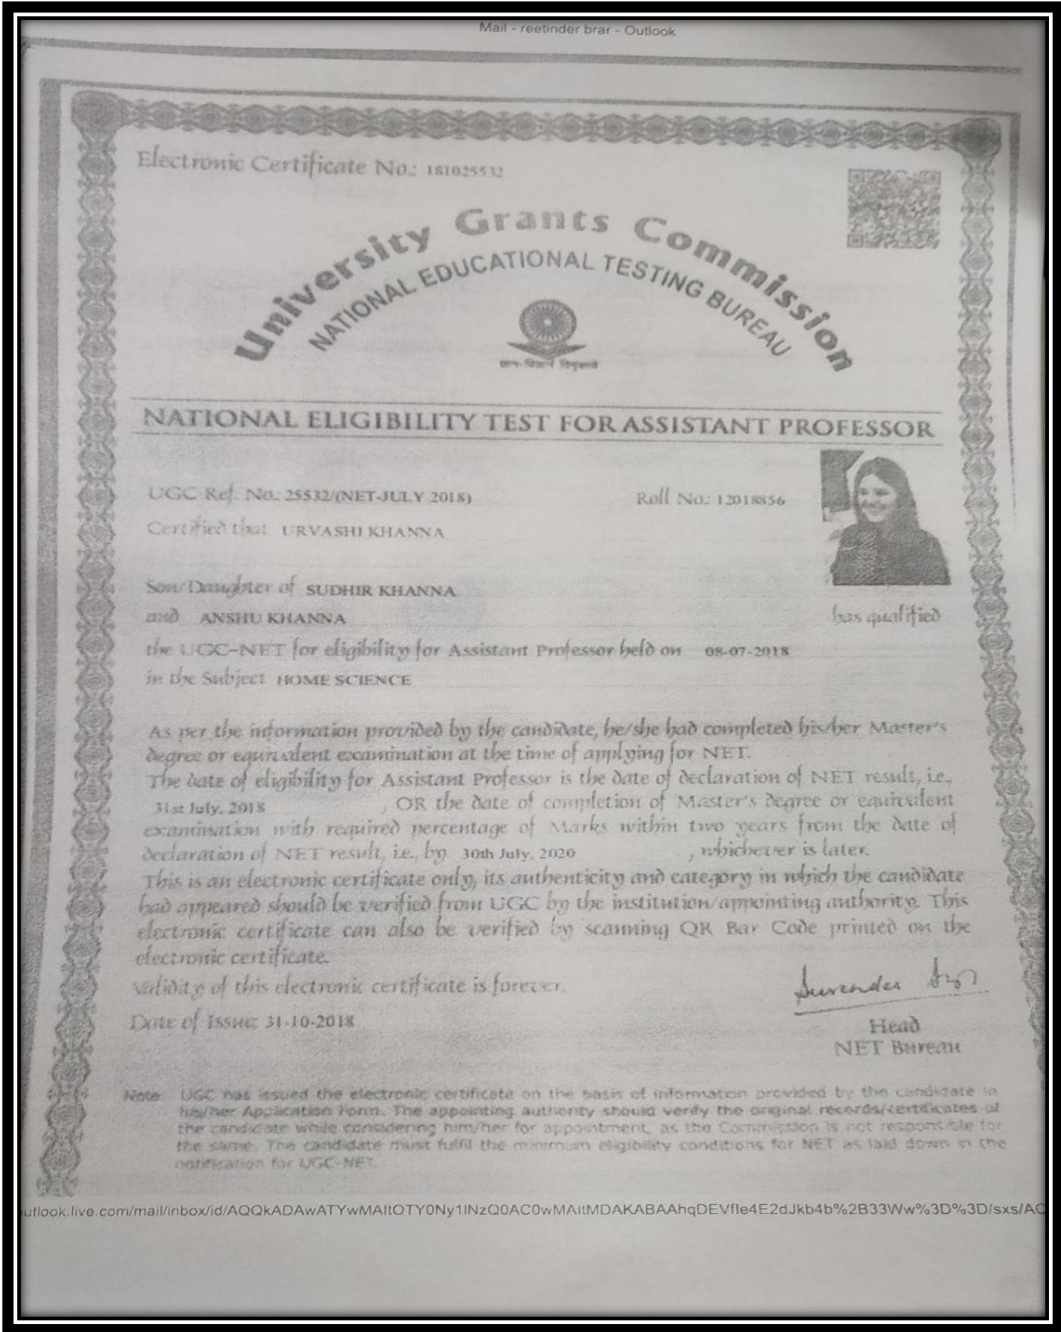 Mail - reetinder brar - Outlook
Electronic Certificate No.: 181025532
University Grants Commission
NATIONAL EDUCATIONAL TESTING BUREAU
ज्ञान-विज्ञानं विमुक्तये
NATIONAL ELIGIBILITY TEST FOR ASSISTANT PROFESSOR
UGC Ref. No.: 25532/(NET-JULY 2018) Roll No.: 12018856
Certified that URVASHI KHANNA
Son/Daughter of SUDHIR KHANNA
and ANSHU KHANNA has qualified
the UGC-NET for eligibility for Assistant Professor held on 08-07-2018
in the Subject HOME SCIENCE
As per the information provided by the candidate, he/she had completed his/her Master's
degree or equivalent examination at the time of applying for NET.
The date of eligibility for Assistant Professor is the date of declaration of NET result, i.e.,
31st July, 2018 , OR the date of completion of Master's degree or equivalent
examination with required percentage of Marks within two years from the date of
declaration of NET result, i.e., by 30th July, 2020 , whichever is later.
This is an electronic certificate only, its authenticity and category in which the candidate
had appeared should be verified from UGC by the institution/appointing authority. This
electronic certificate can also be verified by scanning QR Bar Code printed on the
electronic certificate.
Validity of this electronic certificate is forever.
Date of Issue: 31-10-2018
Head
NET Bureau
Note: UGC has issued the electronic certificate on the basis of information provided by the candidate in
his/her Application Form. The appointing authority should verify the original records/certificates of
the candidate while considering him/her for appointment, as the Commission is not responsible for
the same. The candidate must fulfil the minimum eligibility conditions for NET as laid down in the
notification for UGC-NET.